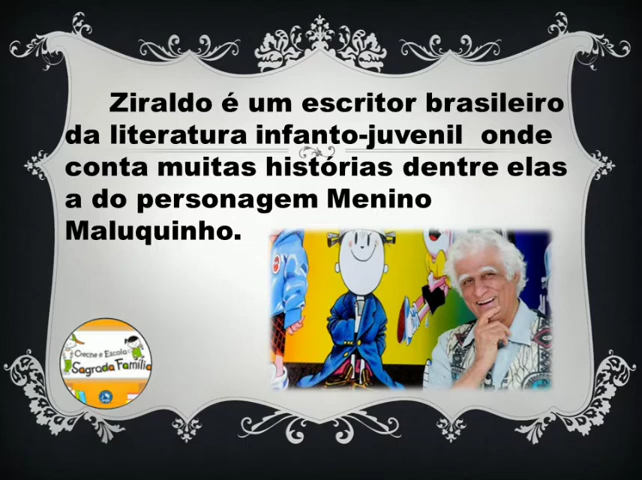 Ziraldo é um escritor brasileiro
da literatura infanto-juvenil onde
conta muitas histórias dentre elas
a do personagem Menino
Maluquinho.
Creche e Escola
Sagrada Família